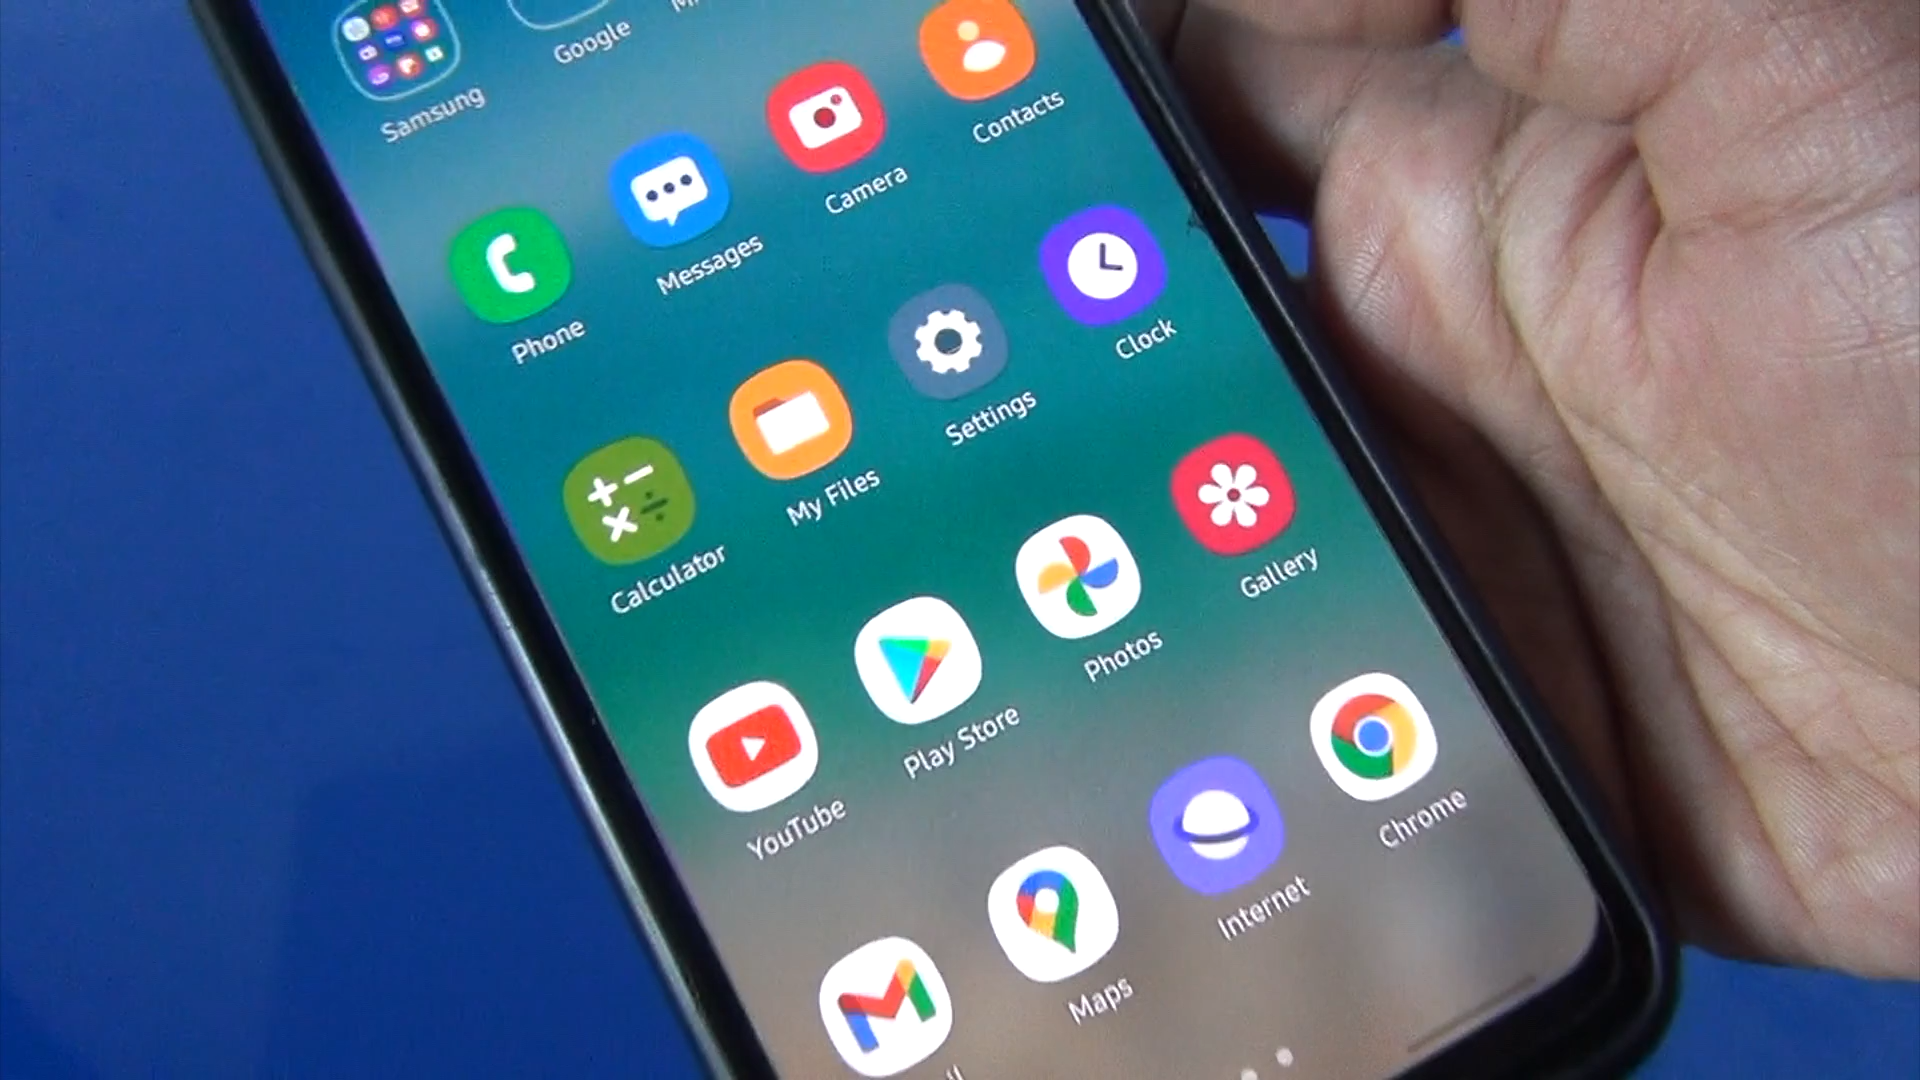 Samsung
Google
Phone
Messages
Camera
Contacts
Calculator
My Files
Settings
Clock
YouTube
Play Store
Photos
Gallery
Maps
Internet
Chrome